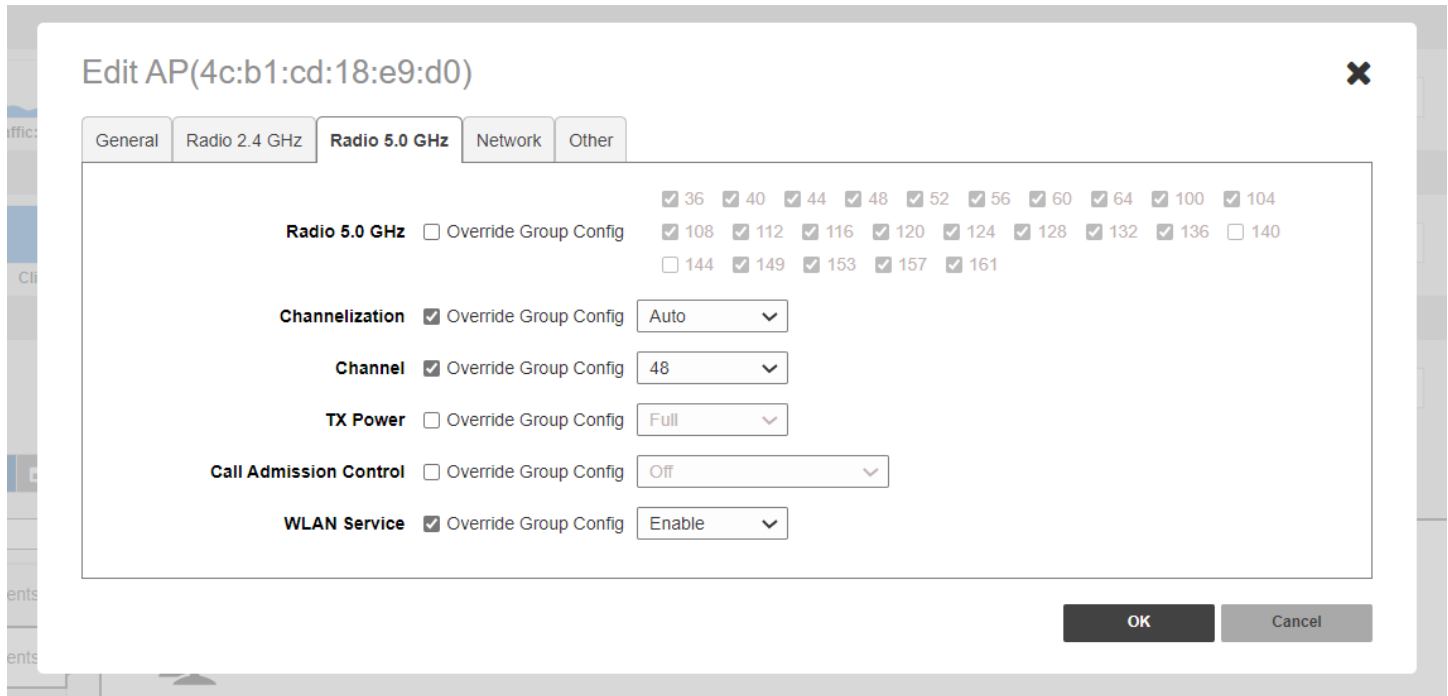 Edit AP(4c:b1:cd:18:e9:d0)
General Radio 2.4 GHz Radio 5.0 GHz Network Other
36 40 44 48 52 56 60 64 100 104
Radio 5.0 GHz Override Group Config 108 112 116 120 124 128 132 136 140
144 149 153 157 161
Channelization Override Group Config Auto
Channel Override Group Config 48
TX Power Override Group Config Full
Call Admission Control Override Group Config Off
WLAN Service Override Group Config Enable
OK Cancel